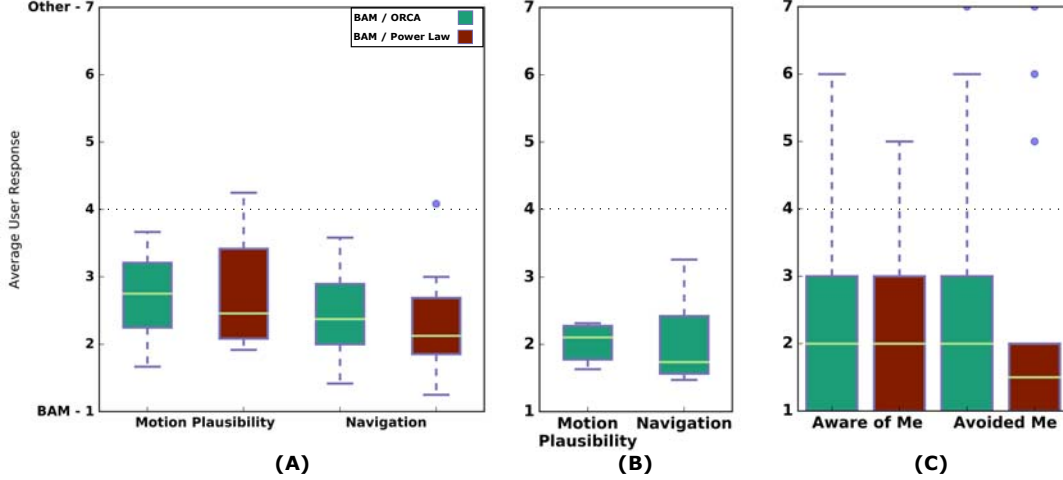 Other - 7
6
5
4
3
2
BAM - 1
Average User Response
BAM / ORCA
BAM / Power Law
Motion Plausibility
Navigation
(A)
7
6
5
4
3
2
1
Motion
Plausibility
Navigation
(B)
7
6
5
4
3
2
1
Aware of Me
Avoided Me
(C)